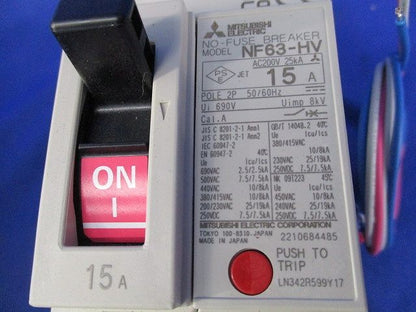 MITSUBISHI
ELECTRIC
NO-FUSE BREAKER
MODEL NF63-HV
AC200V 25kA
PS
E
JET
15 A
POLE 2P 50/60Hz
Ui 690V
Uimp 8kV
Cat.A
JIS C 8201-2-1 Ann1
JIS C 8201-2-1 Ann2
IEC 60947-2 40℃
EN 60947-2 Ue Icu/Ics
690VAC 2.5/2.5kA
500VAC 7.5/7.5kA
440VAC 10/8kA
380/415VAC 10/8kA
200/230VAC 25/19kA
250VDC 7.5/7.5kA
GB/T 14048.2 40℃
Ue Icu/Ics
380/415VAC
10/8kA
230VAC 25/19kA
250VDC 7.5/7.5kA
NK 09T223 45℃
Ue Icu/Ics
450VAC 10/8kA
250VAC 25/19kA
250VDC 7.5/7.5kA
MITSUBISHI ELECTRIC CORPORATION
TOKYO 100-8310 JAPAN
MADE IN JAPAN
2210684485
PUSH TO
TRIP
LN342R599Y17
ON
I
15 A